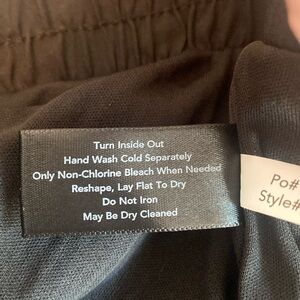 Turn Inside Out
Hand Wash Cold Separately
Only Non-Chlorine Bleach When Needed
Reshape, Lay Flat To Dry
Do Not Iron
May Be Dry Cleaned
Po#
Style#